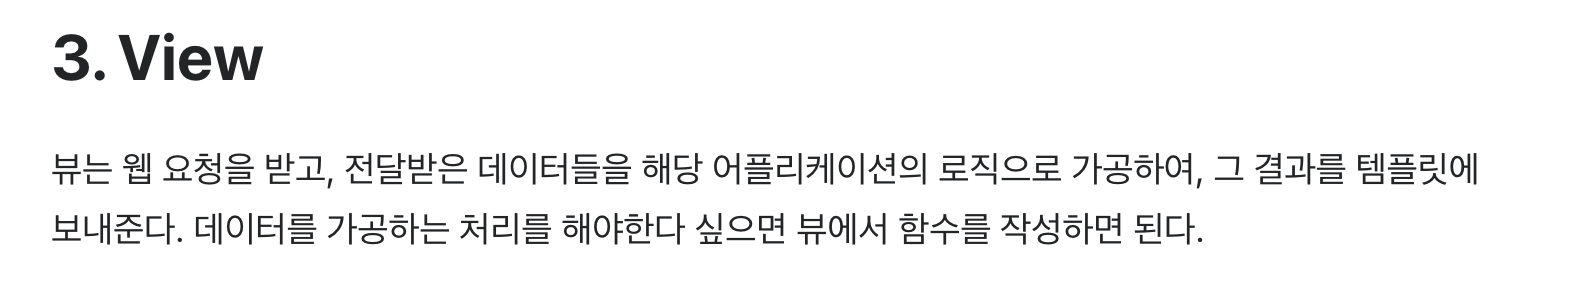 3. View
뷰는 웹 요청을 받고, 전달받은 데이터들을 해당 어플리케이션의 로직으로 가공하여, 그 결과를 템플릿에
보내준다. 데이터를 가공하는 처리를 해야한다 싶으면 뷰에서 함수를 작성하면 된다.